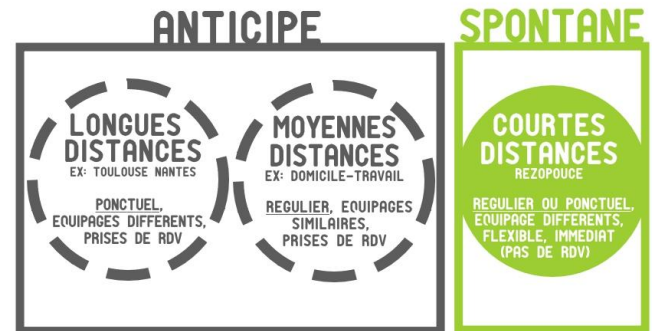 ANTICIPE
LONGUES
DISTANCES
EX: TOULOUSE NANTES
PONCTUEL,
EQUIPAGES DIFFERENTS,
PRISES DE RDV
MOYENNES
DISTANCES
EX: DOMICILE-TRAVAIL
REGULIER, EQUIPAGES
SIMILAIRES,
PRISES DE RDV
SPONTANE
COURTES
DISTANCES
REZOPOUCE
REGULIER OU PONCTUEL,
EQUIPAGE DIFFERENTS,
FLEXIBLE, IMMEDIAT
(PAS DE RDV)